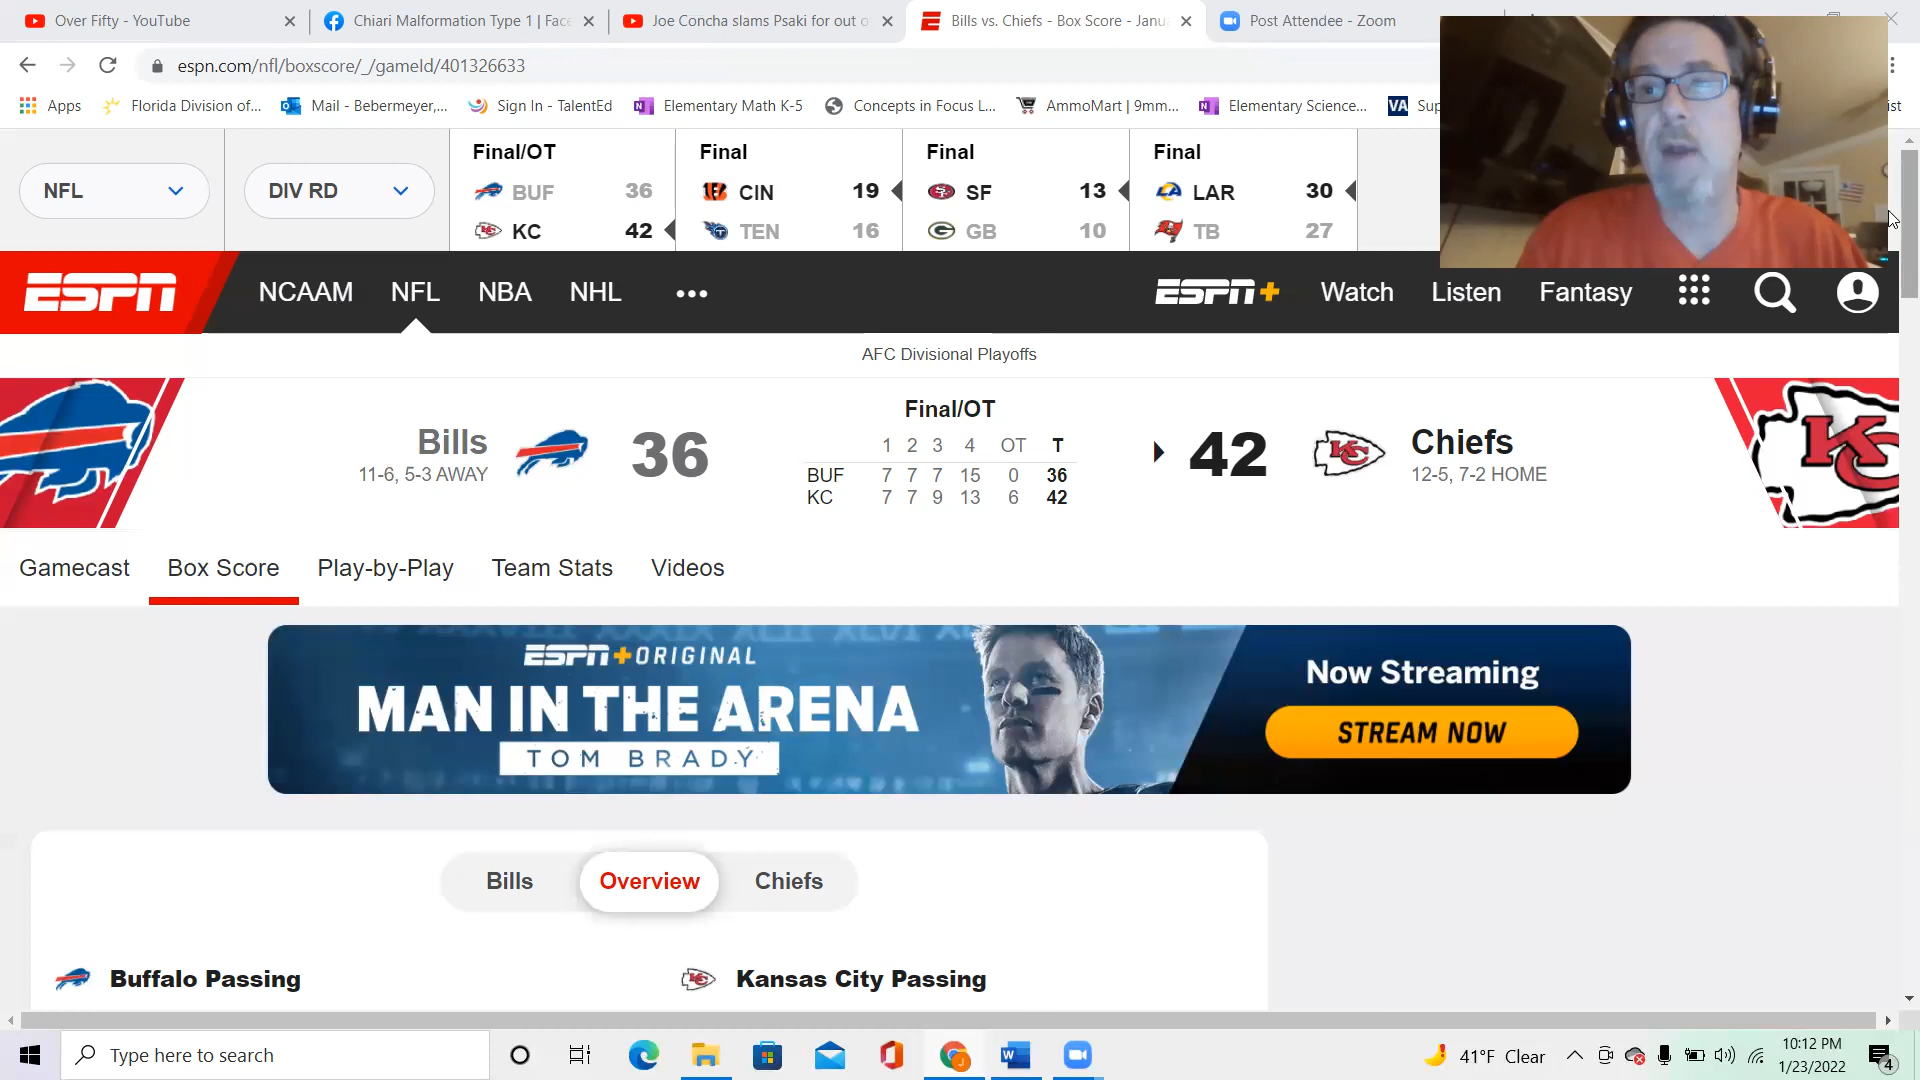 Over Fifty - YouTube
Chiari Malformation Type 1 | Face
Joe Concha slams Psaki for out o
Bills vs. Chiefs - Box Score - Janu
Post Attendee - Zoom
espn.com/nfl/boxscore/_/gameId/401326633
Apps
Florida Division of...
Mail - Bebermeyer,...
Sign In - TalentEd
Elementary Math K-5
Concepts in Focus L...
AmmoMart | 9mm...
Elementary Science...
VA Sup
ist
NFL
DIV RD
Final/OT
BUF 36
KC 42
Final
CIN 19
TEN 16
Final
SF 13
GB 10
Final
LAR 30
TB 27
ESPN
NCAAM NFL NBA NHL
ESPN+ Watch Listen Fantasy
AFC Divisional Playoffs
Bills
11-6, 5-3 AWAY
36
Final/OT
1 2 3 4 OT T
BUF 7 7 7 15 0 36
KC 7 7 9 13 6 42
42
Chiefs
12-5, 7-2 HOME
KC
Gamecast Box Score Play-by-Play Team Stats Videos
ESPN+ ORIGINAL
MAN IN THE ARENA
TOM BRADY
Now Streaming
STREAM NOW
Bills Overview Chiefs
Buffalo Passing
Kansas City Passing
Type here to search
41°F Clear
10:12 PM
1/23/2022
4